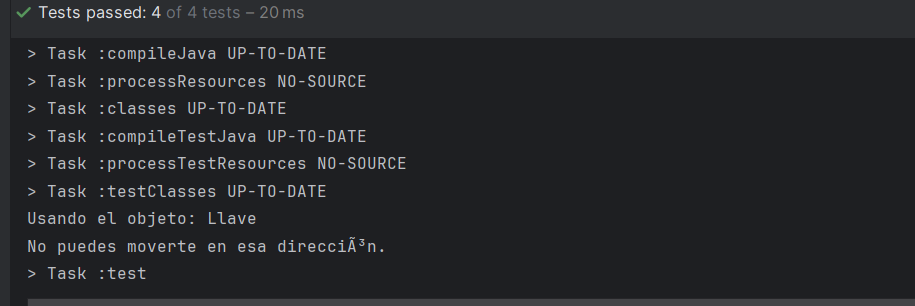 Tests passed: 4 of 4 tests – 20 ms
> Task :compileJava UP-TO-DATE
> Task :processResources NO-SOURCE
> Task :classes UP-TO-DATE
> Task :compileTestJava UP-TO-DATE
> Task :processTestResources NO-SOURCE
> Task :testClasses UP-TO-DATE
Usando el objeto: Llave
No puedes moverte en esa direcciÃ³n.
> Task :test